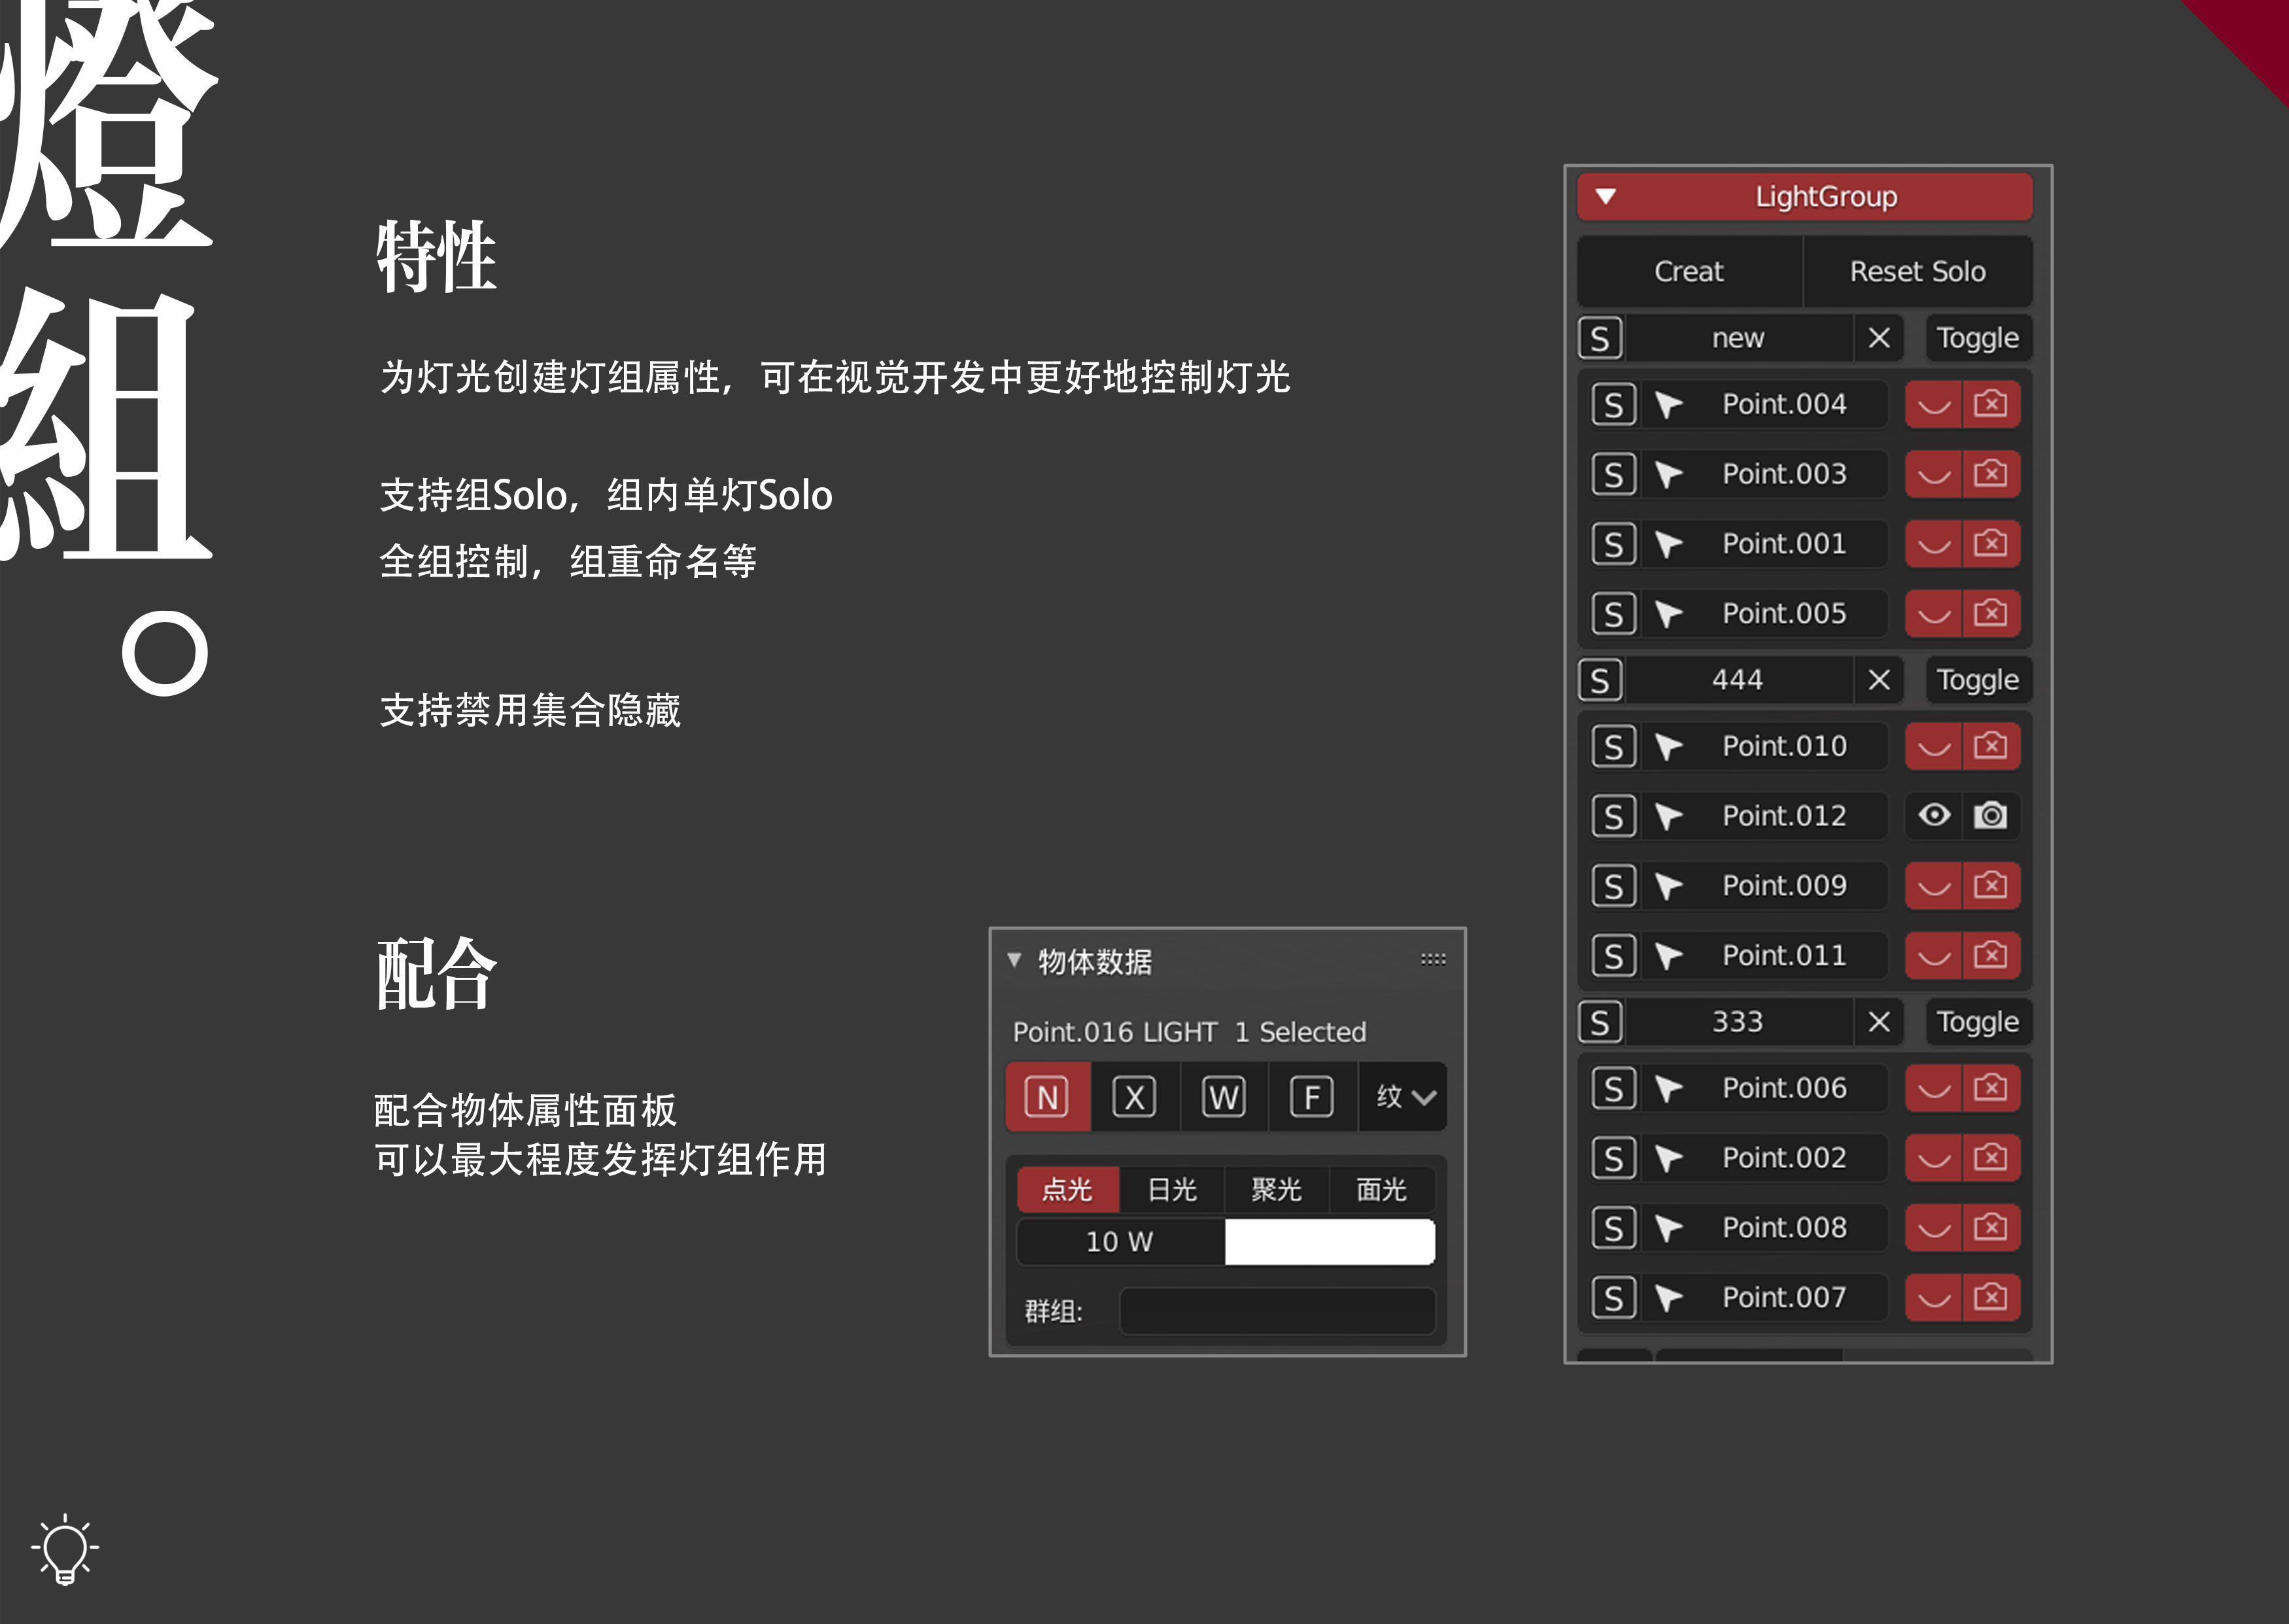 燈組。
特性
为灯光创建灯组属性，可在视觉开发中更好地控制灯光
支持组Solo，组内单灯Solo
全组控制，组重命名等
支持禁用集合隐藏
配合
配合物体属性面板
可以最大程度发挥灯组作用
物体数据
Point.016 LIGHT 1 Selected
N X W F 纹
点光 日光 聚光 面光
10 W
群组:
LightGroup
Creat Reset Solo
S new Toggle
S Point.004
S Point.003
S Point.001
S Point.005
S 444 Toggle
S Point.010
S Point.012
S Point.009
S Point.011
S 333 Toggle
S Point.006
S Point.002
S Point.008
S Point.007